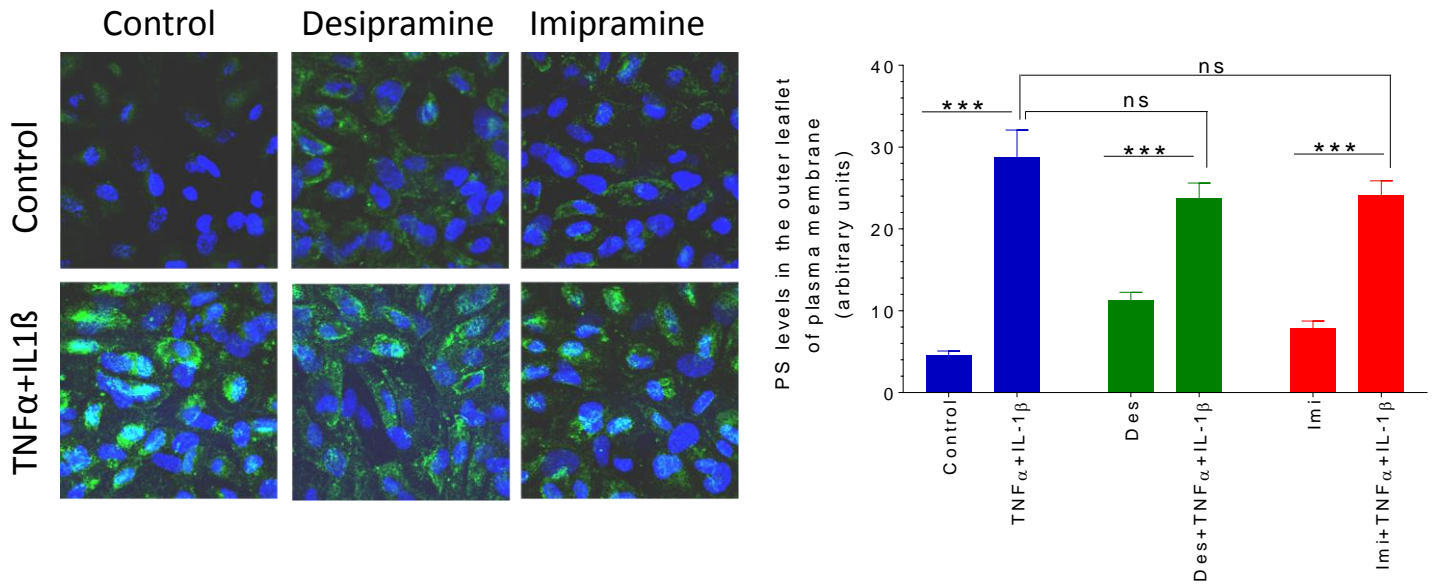 Control Desipramine Imipramine
Control
TNFα+IL1ß
PS levels in the outer leaflet
of plasma membrane
(arbitrary units)
40
30
20
10
0
ns
ns
***
***
***
Control
TNFα+IL-1β
Des
Des+TNFα+IL-1β
Imi
Imi+TNFα+IL-1β